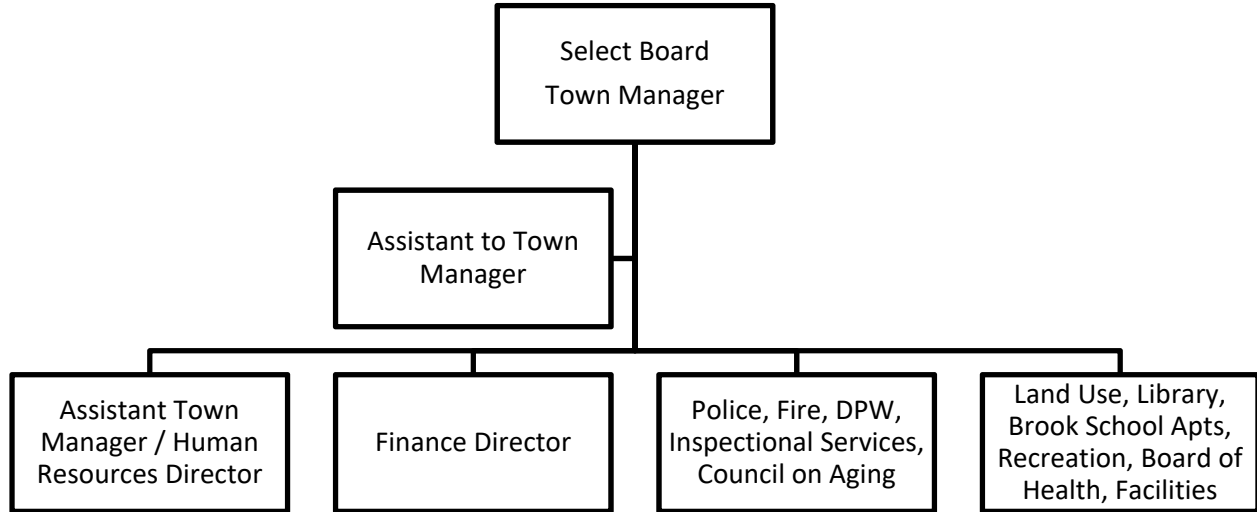 Select Board
Town Manager
Assistant to Town
Manager
Assistant Town
Manager / Human
Resources Director
Finance Director
Police, Fire, DPW,
Inspectional Services,
Council on Aging
Land Use, Library,
Brook School Apts,
Recreation, Board of
Health, Facilities